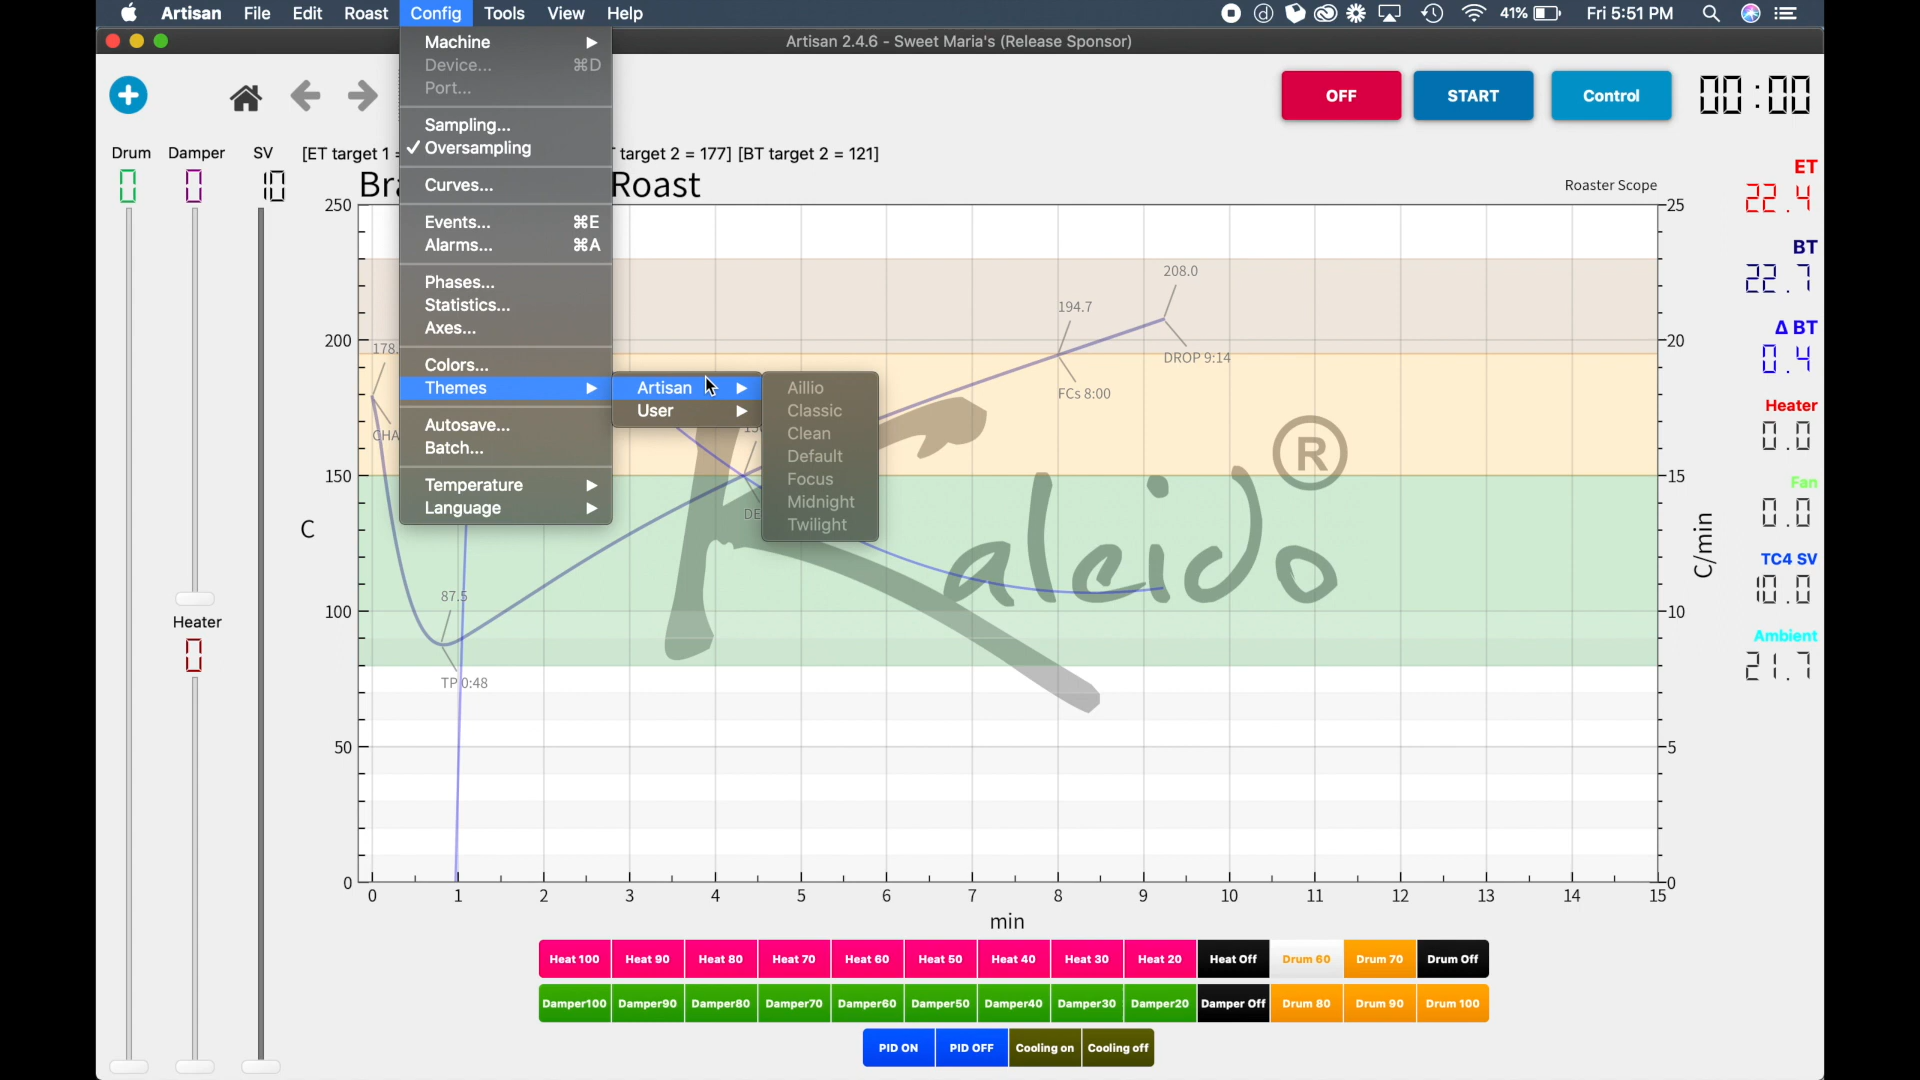 Artisan File Edit Roast Config Tools View Help 41% Fri 5:51 PM
Artisan 2.4.6 - Sweet Maria's (Release Sponsor)
Machine
Device... ⌘D
Port...
Sampling...
✓ Oversampling
Curves...
Events... ⌘E
Alarms... ⌘A
Phases...
Statistics...
Axes...
Colors...
Themes
Autosave...
Batch...
Temperature
Language
Artisan
User
Aillio
Classic
Clean
Default
Focus
Midnight
Twilight
OFF START Control 00:00
Drum Damper SV
0 0 10
Heater
0
[ET target 1 = target 2 = 177] [BT target 2 = 121]
Roast
Roaster Scope
250
200
150
100
50
0
C
178.
CHA
87.5
TP 0:48
DE
194.7
FCs 8:00
208.0
DROP 9:14
Kaleido ®
25
20
15
10
5
0
C/min
0 1 2 3 4 5 6 7 8 9 10 11 12 13 14 15
min
ET
22.4
BT
22.7
Δ BT
0.4
Heater
0.0
Fan
0.0
TC4 SV
10.0
Ambient
21.7
Heat 100 Heat 90 Heat 80 Heat 70 Heat 60 Heat 50 Heat 40 Heat 30 Heat 20 Heat Off Drum 60 Drum 70 Drum Off
Damper100 Damper90 Damper80 Damper70 Damper60 Damper50 Damper40 Damper30 Damper20 Damper Off Drum 80 Drum 90 Drum 100
PID ON PID OFF Cooling on Cooling off